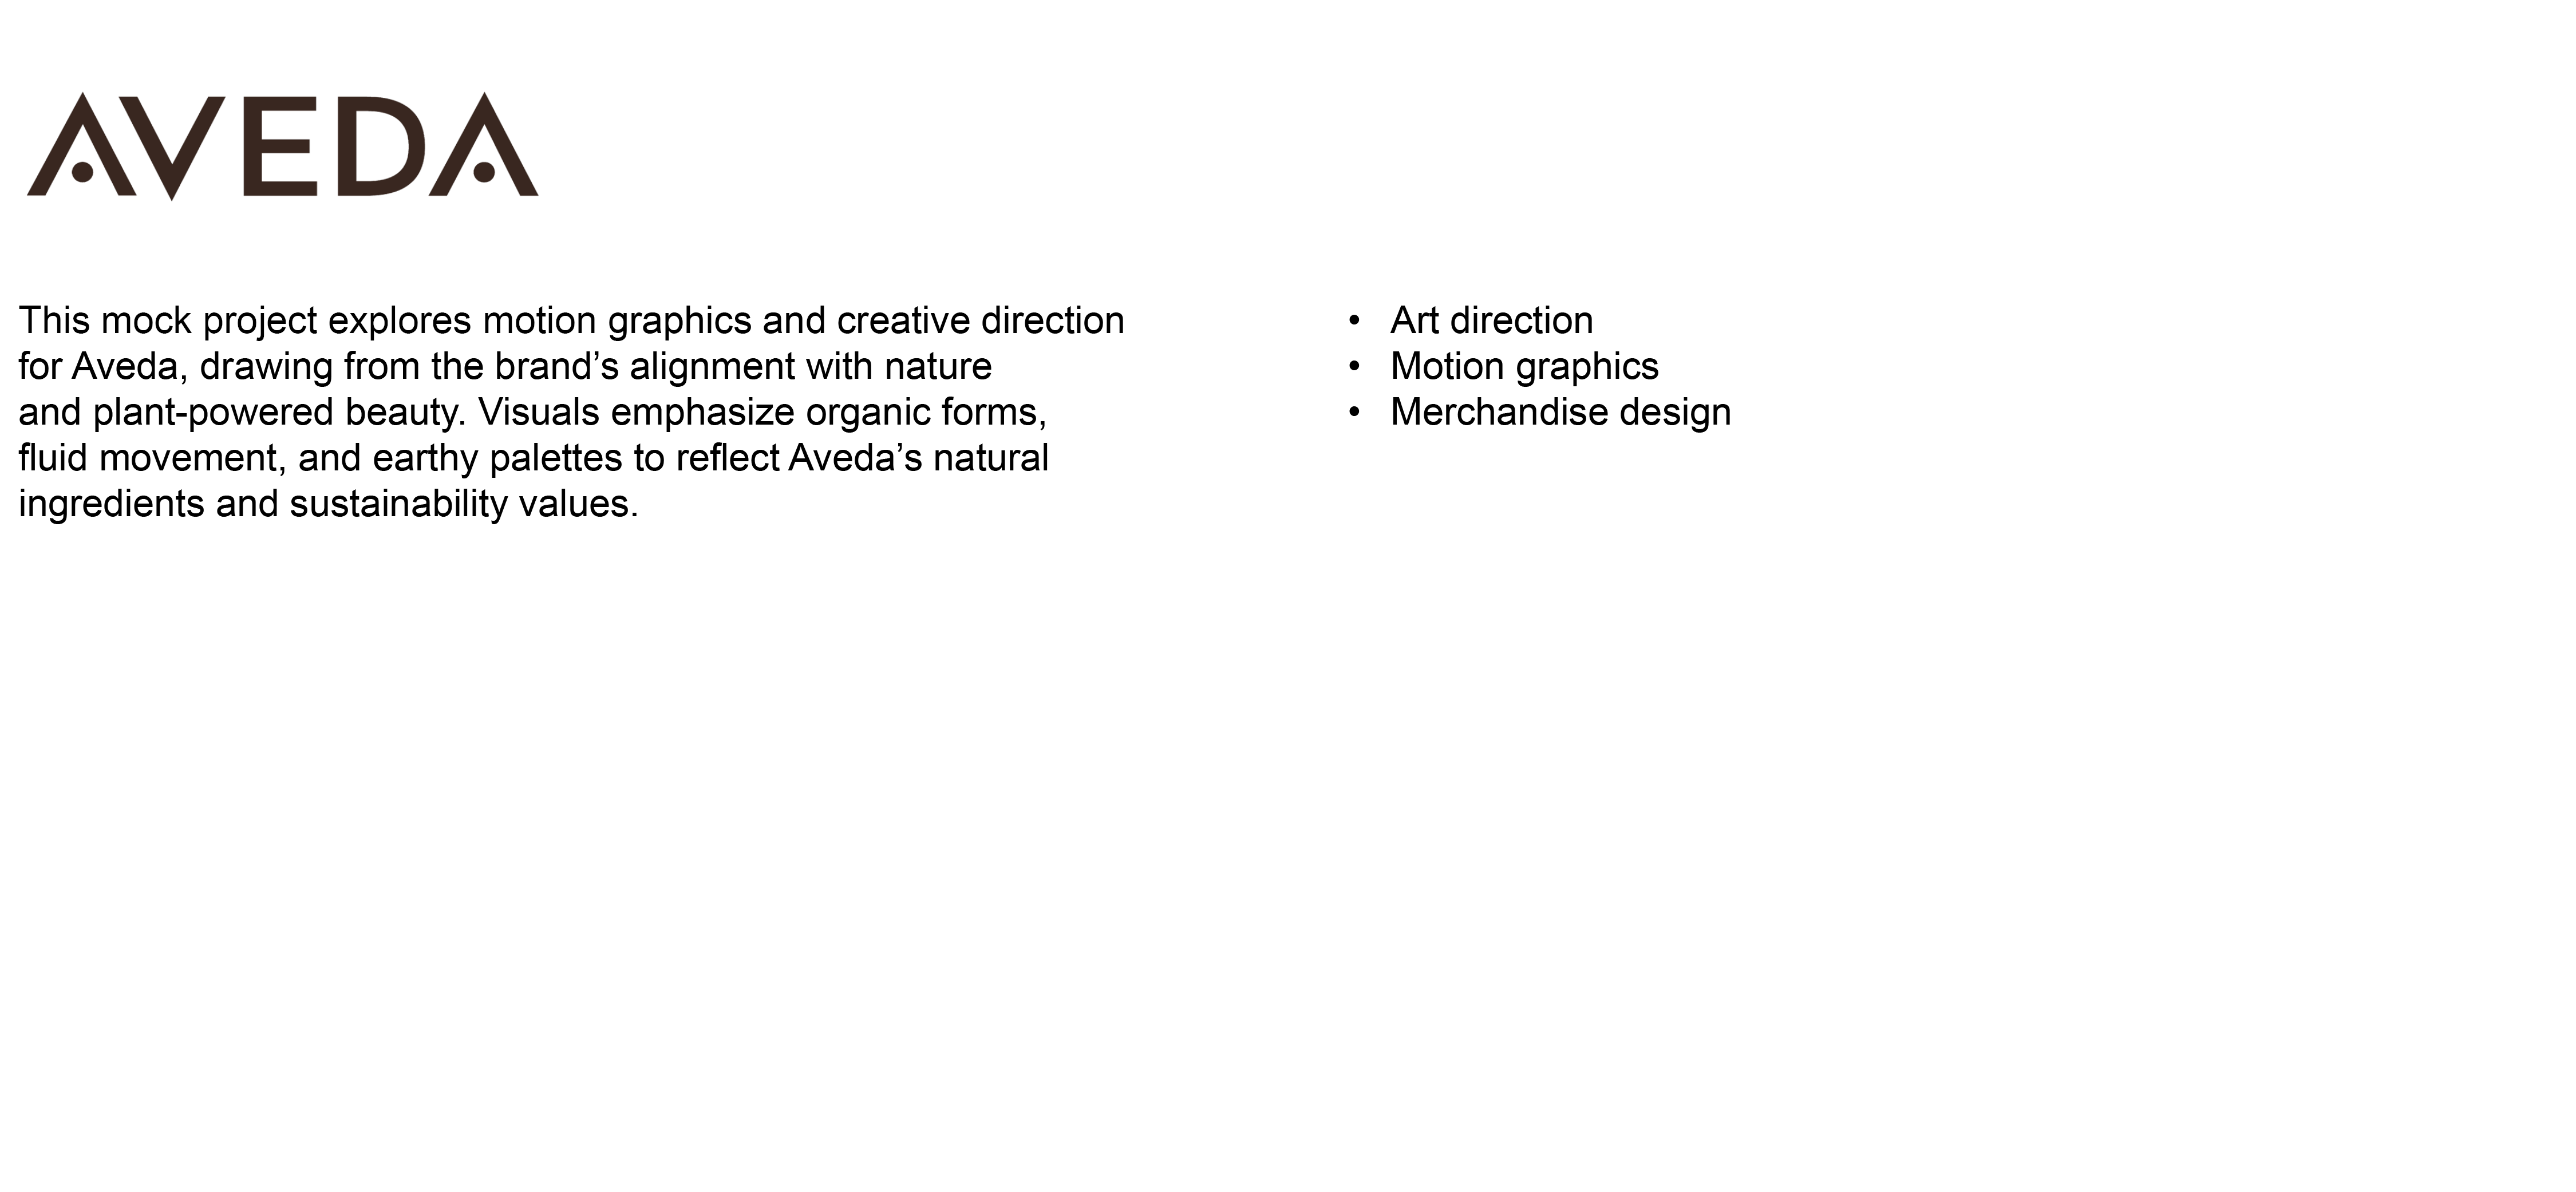 AVEDA
This mock project explores motion graphics and creative direction
for Aveda, drawing from the brand’s alignment with nature
and plant-powered beauty. Visuals emphasize organic forms,
fluid movement, and earthy palettes to reflect Aveda’s natural
ingredients and sustainability values.
• Art direction
• Motion graphics
• Merchandise design